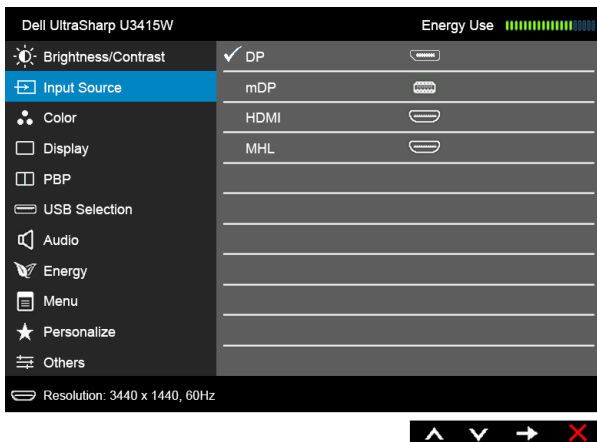 Dell UltraSharp U3415W Energy Use
Brightness/Contrast DP
Input Source mDP
Color HDMI
Display MHL
PBP
USB Selection
Audio
Energy
Menu
Personalize
Others
Resolution: 3440 x 1440, 60Hz